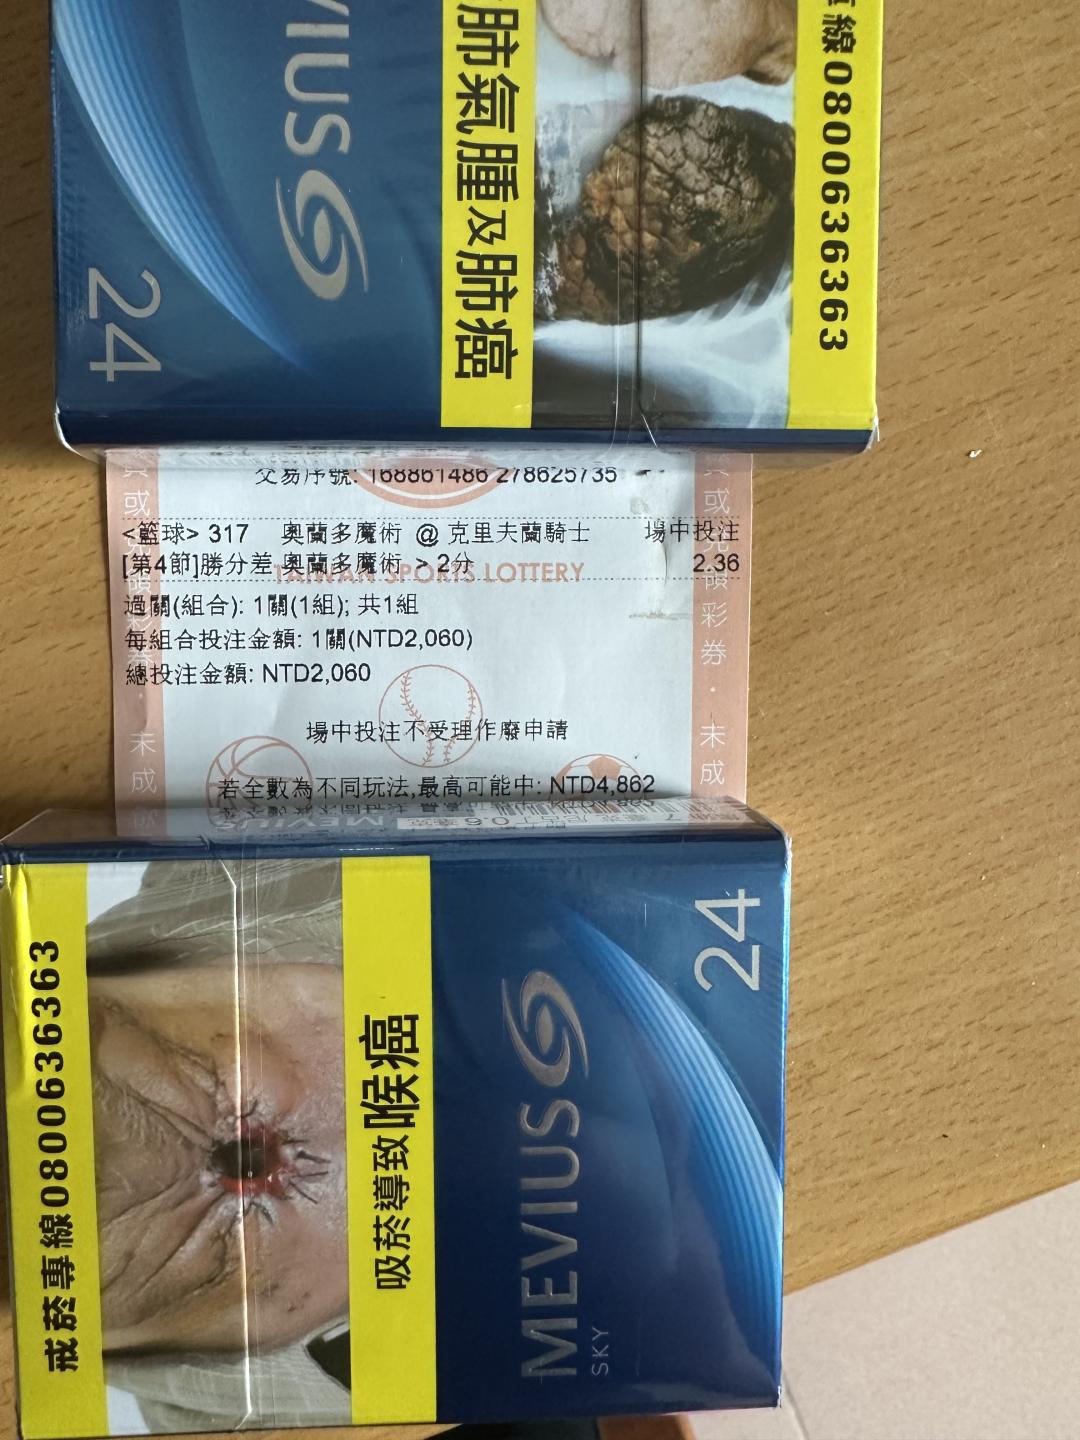 VIUS
24
肺氣腫及肺癌
專線0800636363
交易序號: 168861486 278625735
<籃球> 317 奧蘭多魔術 @ 克里夫蘭騎士 場中投注
[第4節]勝分差 奧蘭多魔術 > 2分 2.36
TAIWAN SPORTS LOTTERY
過關(組合): 1關(1組); 共1組
每組合投注金額: 1關(NTD2,060)
總投注金額: NTD2,060
場中投注不受理作廢申請
若全數為不同玩法,最高可能中: NTD4,862
領彩券·未成
戒菸專線0800636363
吸菸導致喉癌
MEVIUS
SKY
24